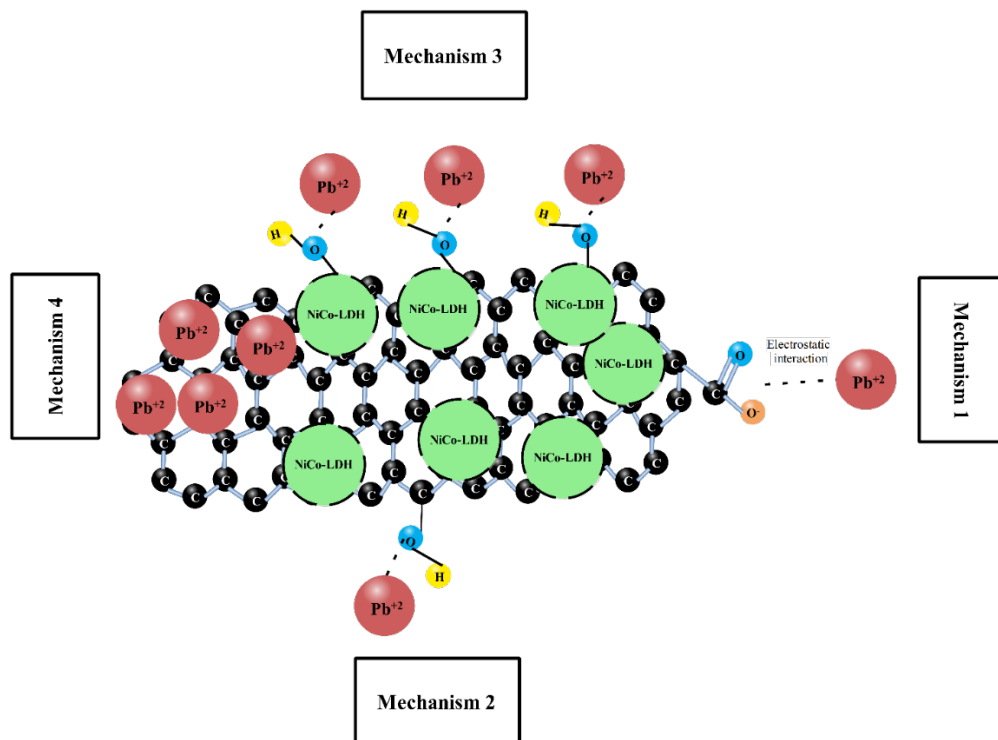 Mechanism 3
Pb+2
Pb+2
Pb+2
H
O
H
O
H
O
Mechanism 4
Mechanism 1
C C C C C C C C C C C C
NiCo-LDH
NiCo-LDH
NiCo-LDH
Pb+2
Pb+2
Pb+2
Pb+2
NiCo-LDH
Electrostatic
interaction
O
C
O-
Pb+2
NiCo-LDH
NiCo-LDH
NiCo-LDH
O
H
Pb+2
Mechanism 2